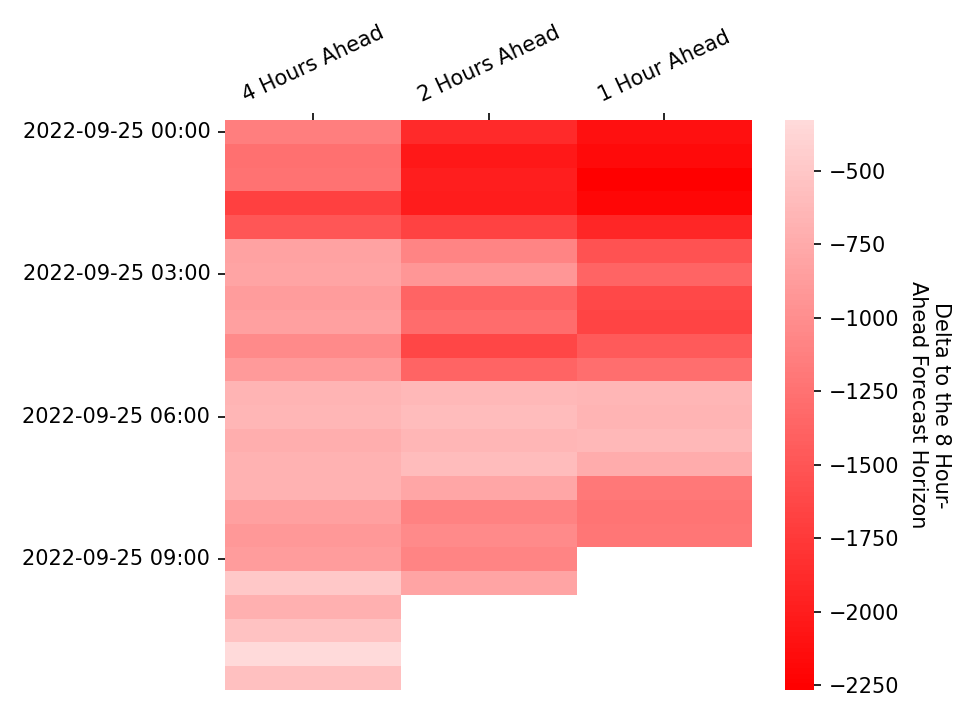 4 Hours Ahead
2 Hours Ahead
1 Hour Ahead
2022-09-25 00:00
2022-09-25 03:00
2022-09-25 06:00
2022-09-25 09:00
−500
−750
−1000
−1250
−1500
−1750
−2000
−2250
Delta to the 8 Hour-
Ahead Forecast Horizon